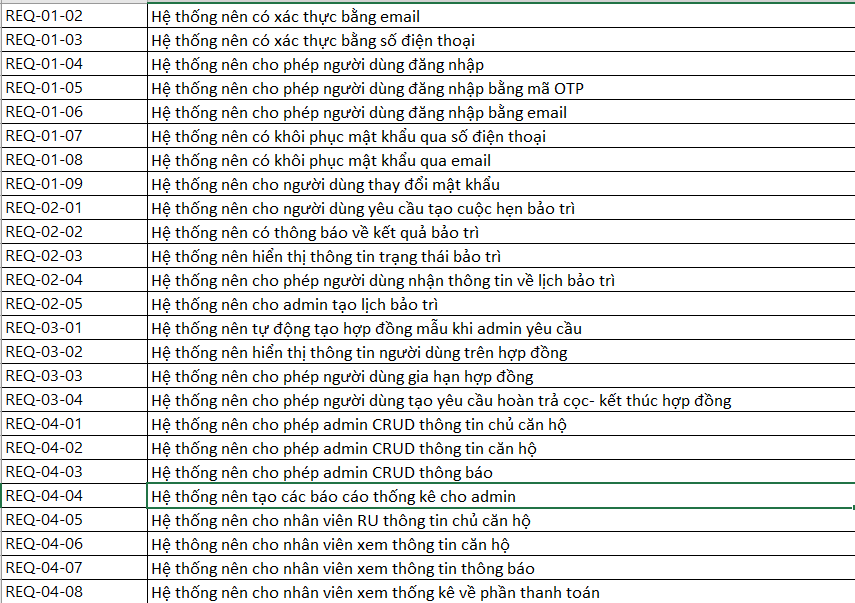 REQ-01-02 Hệ thống nên có xác thực bằng email
REQ-01-03 Hệ thống nên có xác thực bằng số điện thoại
REQ-01-04 Hệ thống nên cho phép người dùng đăng nhập
REQ-01-05 Hệ thống nên cho phép người dùng đăng nhập bằng mã OTP
REQ-01-06 Hệ thống nên cho phép người dùng đăng nhập bằng email
REQ-01-07 Hệ thống nên có khôi phục mật khẩu qua số điện thoại
REQ-01-08 Hệ thống nên có khôi phục mật khẩu qua email
REQ-01-09 Hệ thống nên cho người dùng thay đổi mật khẩu
REQ-02-01 Hệ thống nên cho người dùng yêu cầu tạo cuộc hẹn bảo trì
REQ-02-02 Hệ thống nên có thông báo về kết quả bảo trì
REQ-02-03 Hệ thống nên hiển thị thông tin trạng thái bảo trì
REQ-02-04 Hệ thống nên cho phép người dùng nhận thông tin về lịch bảo trì
REQ-02-05 Hệ thống nên cho admin tạo lịch bảo trì
REQ-03-01 Hệ thống nên tự động tạo hợp đồng mẫu khi admin yêu cầu
REQ-03-02 Hệ thống nên hiển thị thông tin người dùng trên hợp đồng
REQ-03-03 Hệ thống nên cho phép người dùng gia hạn hợp đồng
REQ-03-04 Hệ thống nên cho phép người dùng tạo yêu cầu hoàn trả cọc- kết thúc hợp đồng
REQ-04-01 Hệ thống nên cho phép admin CRUD thông tin chủ căn hộ
REQ-04-02 Hệ thống nên cho phép admin CRUD thông tin căn hộ
REQ-04-03 Hệ thống nên cho phép admin CRUD thông báo
REQ-04-04 Hệ thống nên tạo các báo cáo thống kê cho admin
REQ-04-05 Hệ thống nên cho nhân viên RU thông tin chủ căn hộ
REQ-04-06 Hệ thông nên cho nhân viên xem thông tin căn hộ
REQ-04-07 Hệ thống nên cho nhân viên xem thông tin thông báo
REQ-04-08 Hệ thống nên cho nhân viên xem thống kê về phần thanh toán